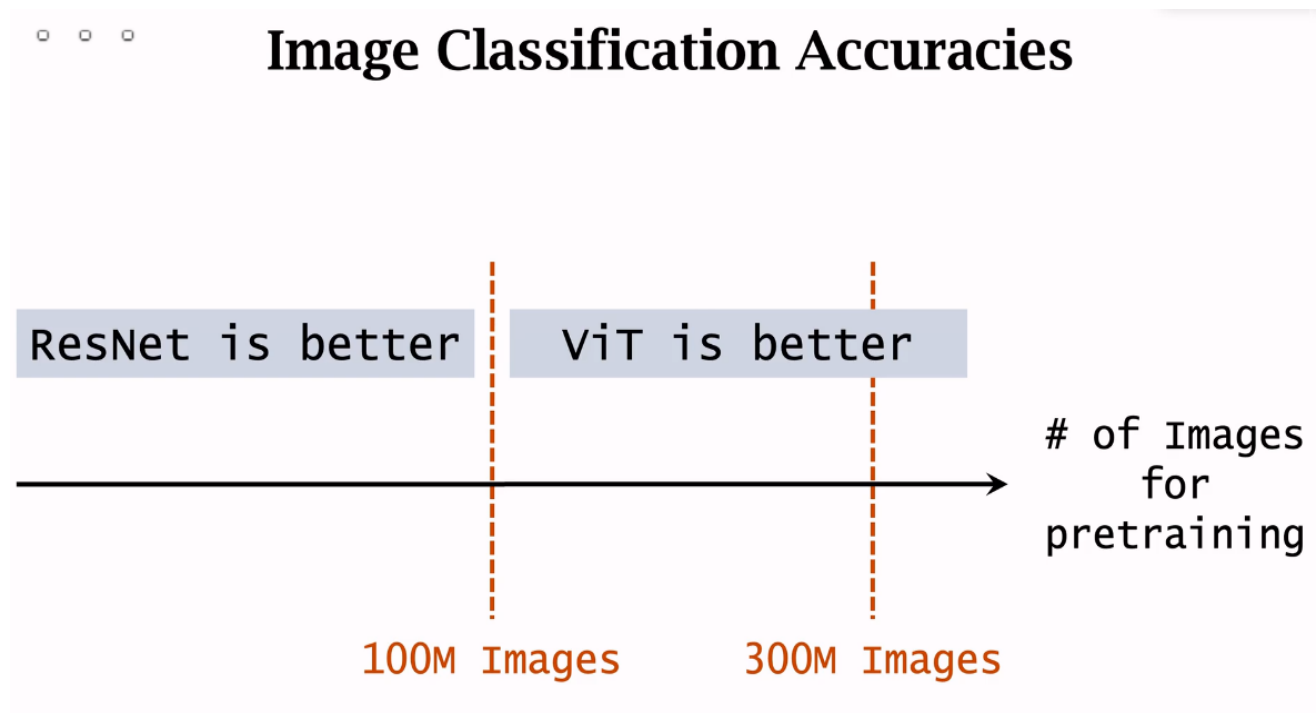 Image Classification Accuracies
ResNet is better
ViT is better
# of Images
for
pretraining
100M Images
300M Images